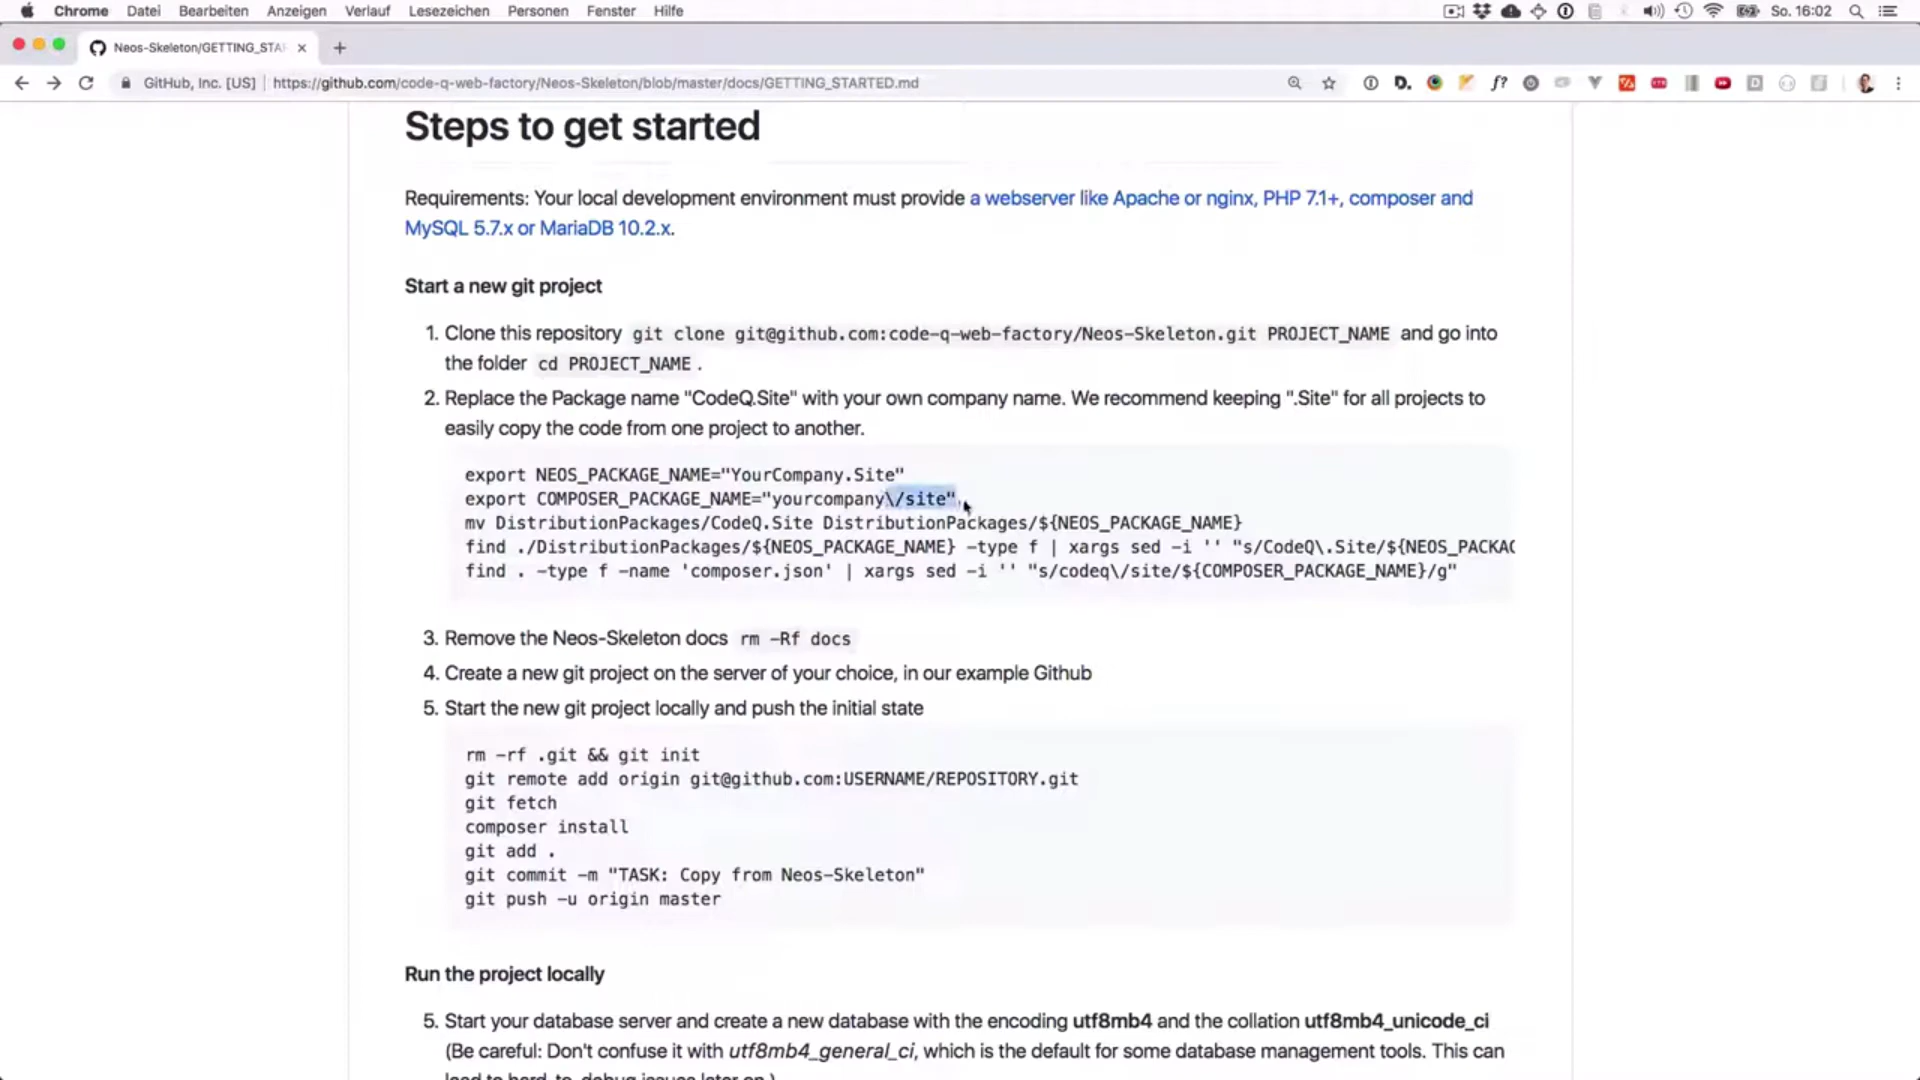 Chrome Datei Bearbeiten Anzeigen Verlauf Lesezeichen Personen Fenster Hilfe So. 16:02
Neos-Skeleton/GETTING_STAR
GitHub, Inc. [US] https://github.com/code-q-web-factory/Neos-Skeleton/blob/master/docs/GETTING_STARTED.md
Steps to get started
Requirements: Your local development environment must provide a webserver like Apache or nginx, PHP 7.1+, composer and
MySQL 5.7.x or MariaDB 10.2.x.
Start a new git project
1. Clone this repository git clone git@github.com:code-q-web-factory/Neos-Skeleton.git PROJECT_NAME and go into
the folder cd PROJECT_NAME .
2. Replace the Package name "CodeQ.Site" with your own company name. We recommend keeping ".Site" for all projects to
easily copy the code from one project to another.
export NEOS_PACKAGE_NAME="YourCompany.Site"
export COMPOSER_PACKAGE_NAME="yourcompany\/site"
mv DistributionPackages/CodeQ.Site DistributionPackages/${NEOS_PACKAGE_NAME}
find ./DistributionPackages/${NEOS_PACKAGE_NAME} -type f | xargs sed -i '' "s/CodeQ\.Site/${NEOS_PACKAG
find . -type f -name 'composer.json' | xargs sed -i '' "s/codeq\/site/${COMPOSER_PACKAGE_NAME}/g"
3. Remove the Neos-Skeleton docs rm -Rf docs
4. Create a new git project on the server of your choice, in our example Github
5. Start the new git project locally and push the initial state
rm -rf .git && git init
git remote add origin git@github.com:USERNAME/REPOSITORY.git
git fetch
composer install
git add .
git commit -m "TASK: Copy from Neos-Skeleton"
git push -u origin master
Run the project locally
5. Start your database server and create a new database with the encoding utf8mb4 and the collation utf8mb4_unicode_ci
(Be careful: Don't confuse it with utf8mb4_general_ci, which is the default for some database management tools. This can
lead to hard-to-debug issues later on.)